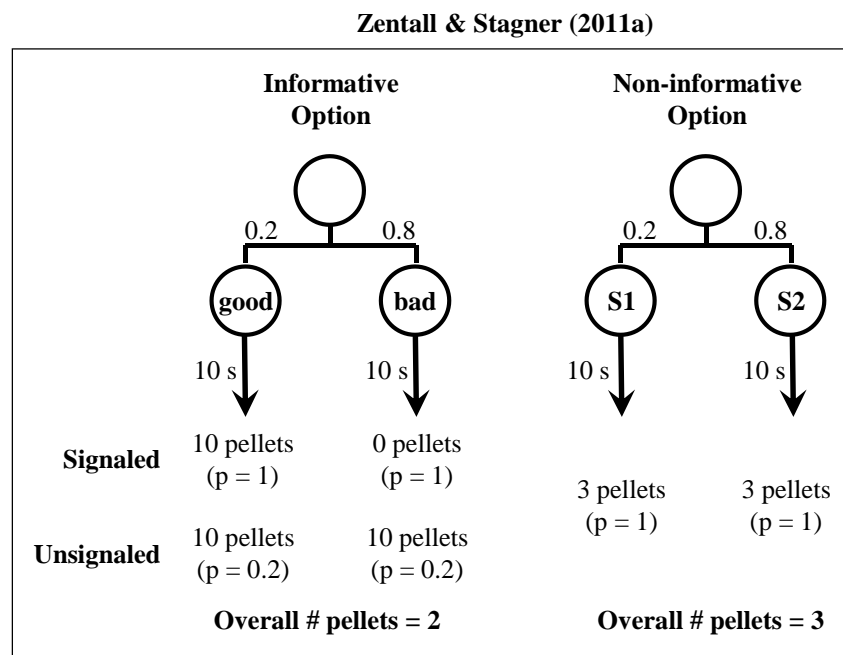 Zentall & Stagner (2011a)
Informative
Option
Non-informative
Option
0.2
0.8
0.2
0.8
good
bad
S1
S2
10 s
10 s
10 s
10 s
Signaled
10 pellets
(p = 1)
0 pellets
(p = 1)
3 pellets
(p = 1)
3 pellets
(p = 1)
Unsignaled
10 pellets
(p = 0.2)
10 pellets
(p = 0.2)
Overall # pellets = 2
Overall # pellets = 3